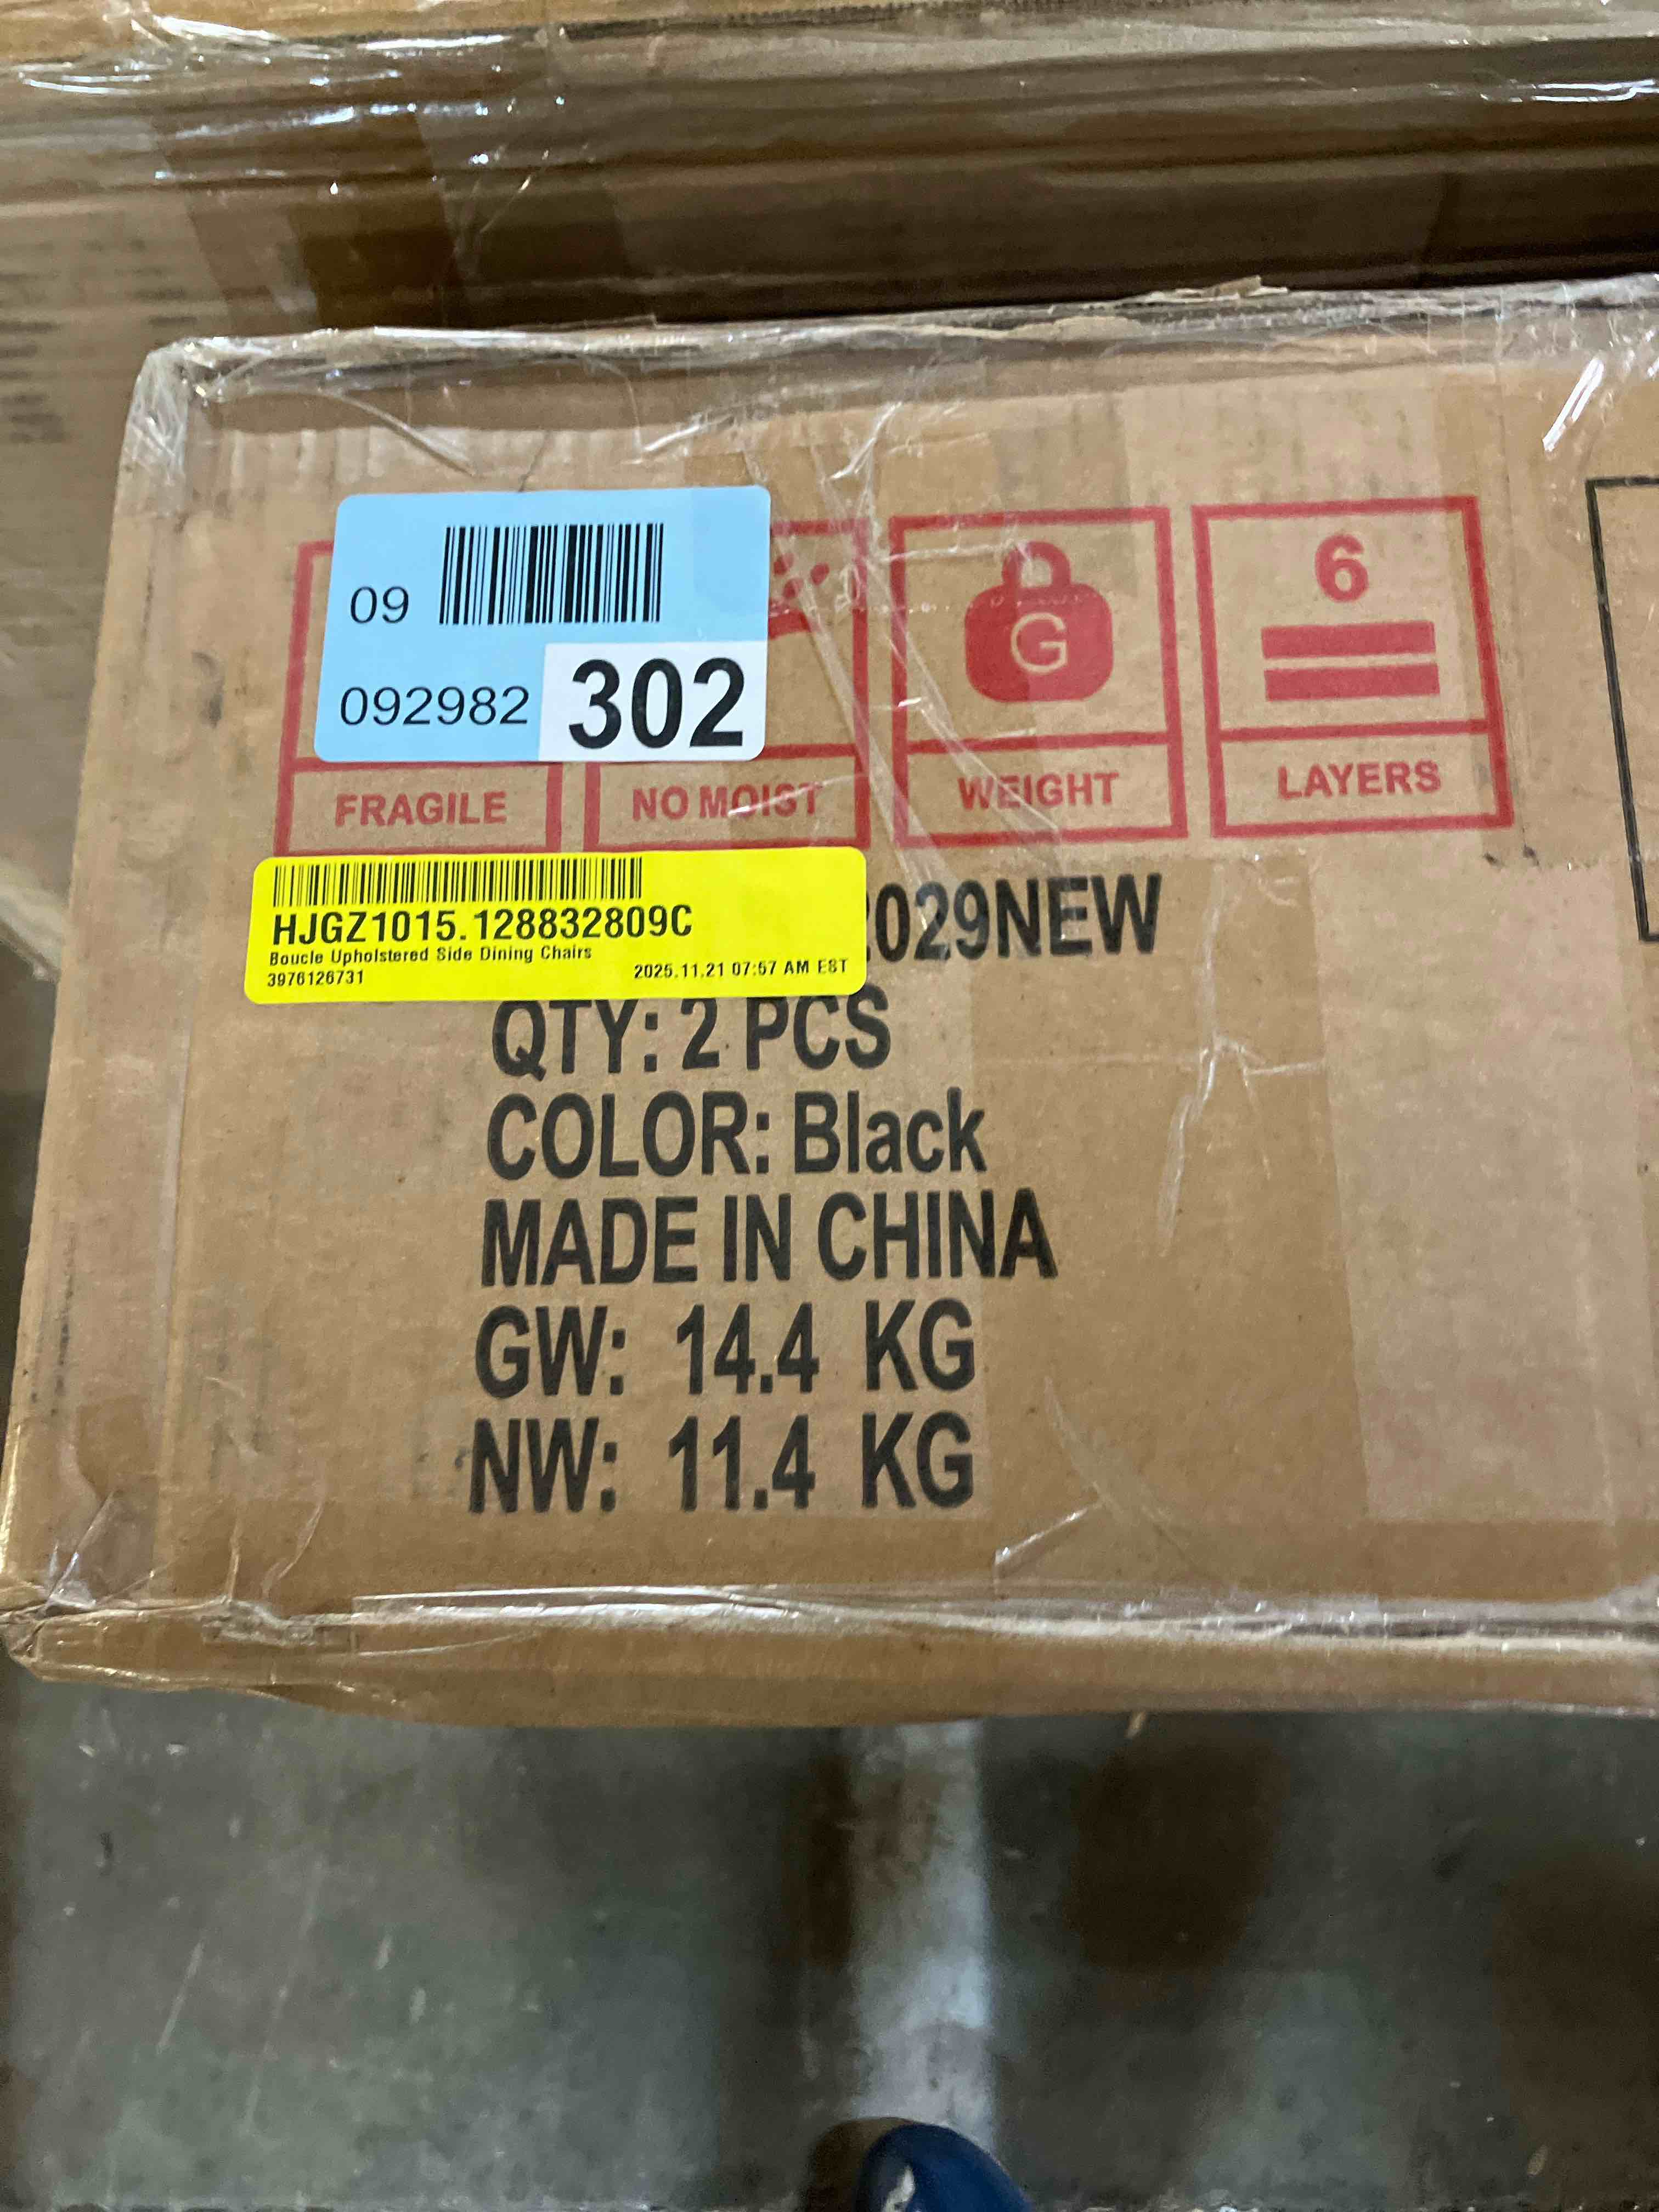 09
092982 302
G
6
FRAGILE
NO MOIST
WEIGHT
LAYERS
HJGZ1015.128832809C
Boucle Upholstered Side Dining Chairs
3976126731 2025.11.21 07:57 AM EST
029NEW
QTY: 2 PCS
COLOR: Black
MADE IN CHINA
GW: 14.4 KG
NW: 11.4 KG